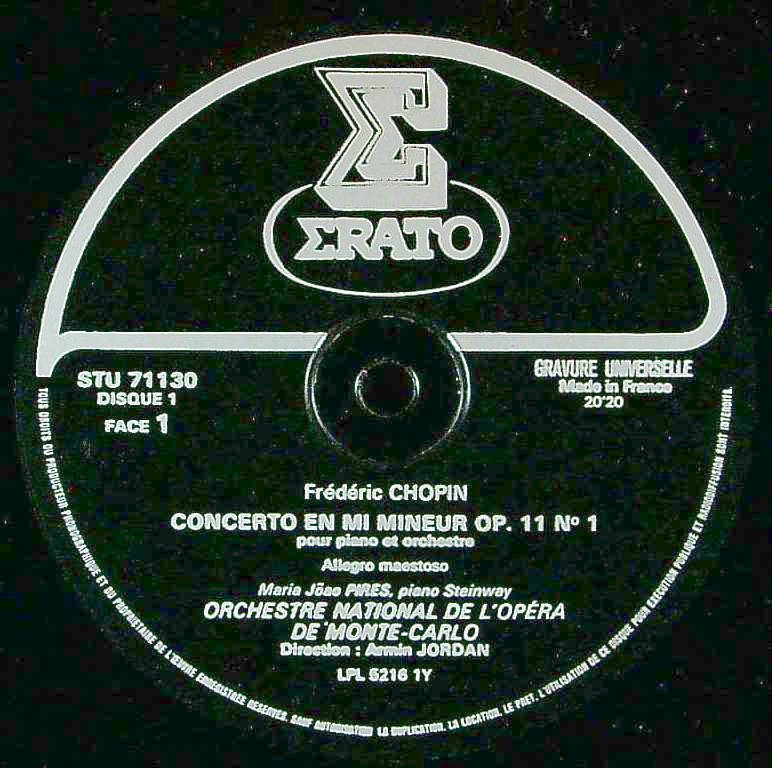 Σ
ΣRATO
STU 71130
DISQUE 1
FACE 1
GRAVURE UNIVERSELLE
Made in France
20'20
Frédéric CHOPIN
CONCERTO EN MI MINEUR OP. 11 Nº 1
pour piano et orchestre
Allegro maestoso
Maria Jöao PIRES, piano Steinway
ORCHESTRE NATIONAL DE L'OPÉRA
DE MONTE-CARLO
Direction : Armin JORDAN
LPL 5216 1Y
TOUS DROITS DU PRODUCTEUR PHONOGRAPHIQUE ET DU PROPRIETAIRE DE L'ŒUVRE ENREGISTREE RESERVES. SAUF AUTORISATION LA DUPLICATION, LA LOCATION, LE PRET, L'UTILISATION DE CE DISQUE POUR EXECUTION PUBLIQUE ET RADIODIFFUSION SONT INTERDITS.